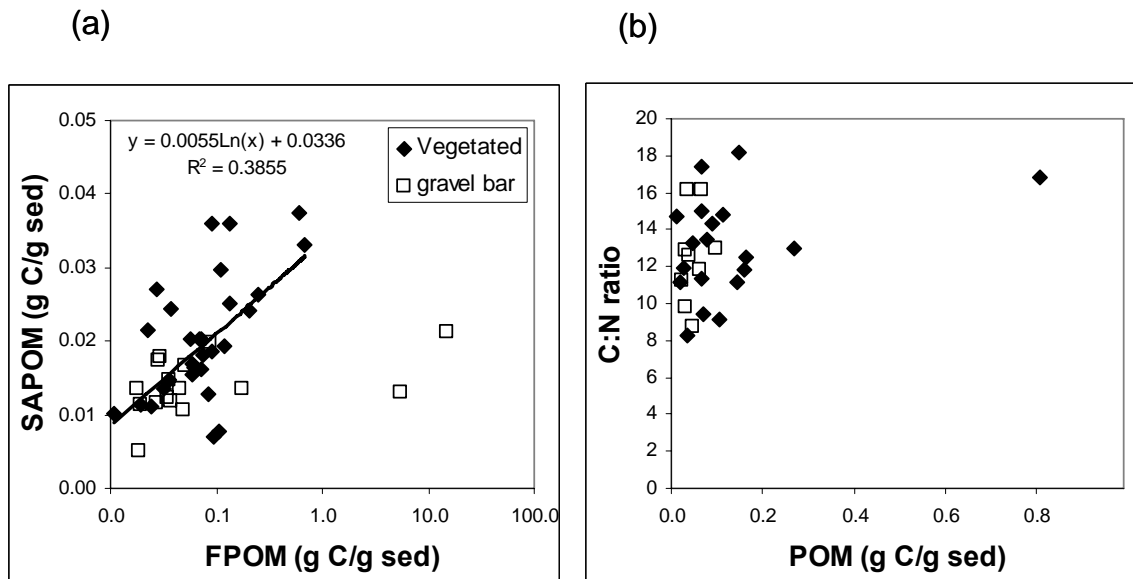 (a)
y = 0.0055Ln(x) + 0.0336
R² = 0.3855
Vegetated
gravel bar
0.05
0.04
0.03
0.02
0.01
0.00
SAPOM (g C/g sed)
0.0 0.1 1.0 10.0 100.0
FPOM (g C/g sed)
(b)
20
18
16
14
12
10
8
6
4
2
0
C:N ratio
0 0.2 0.4 0.6 0.8
POM (g C/g sed)